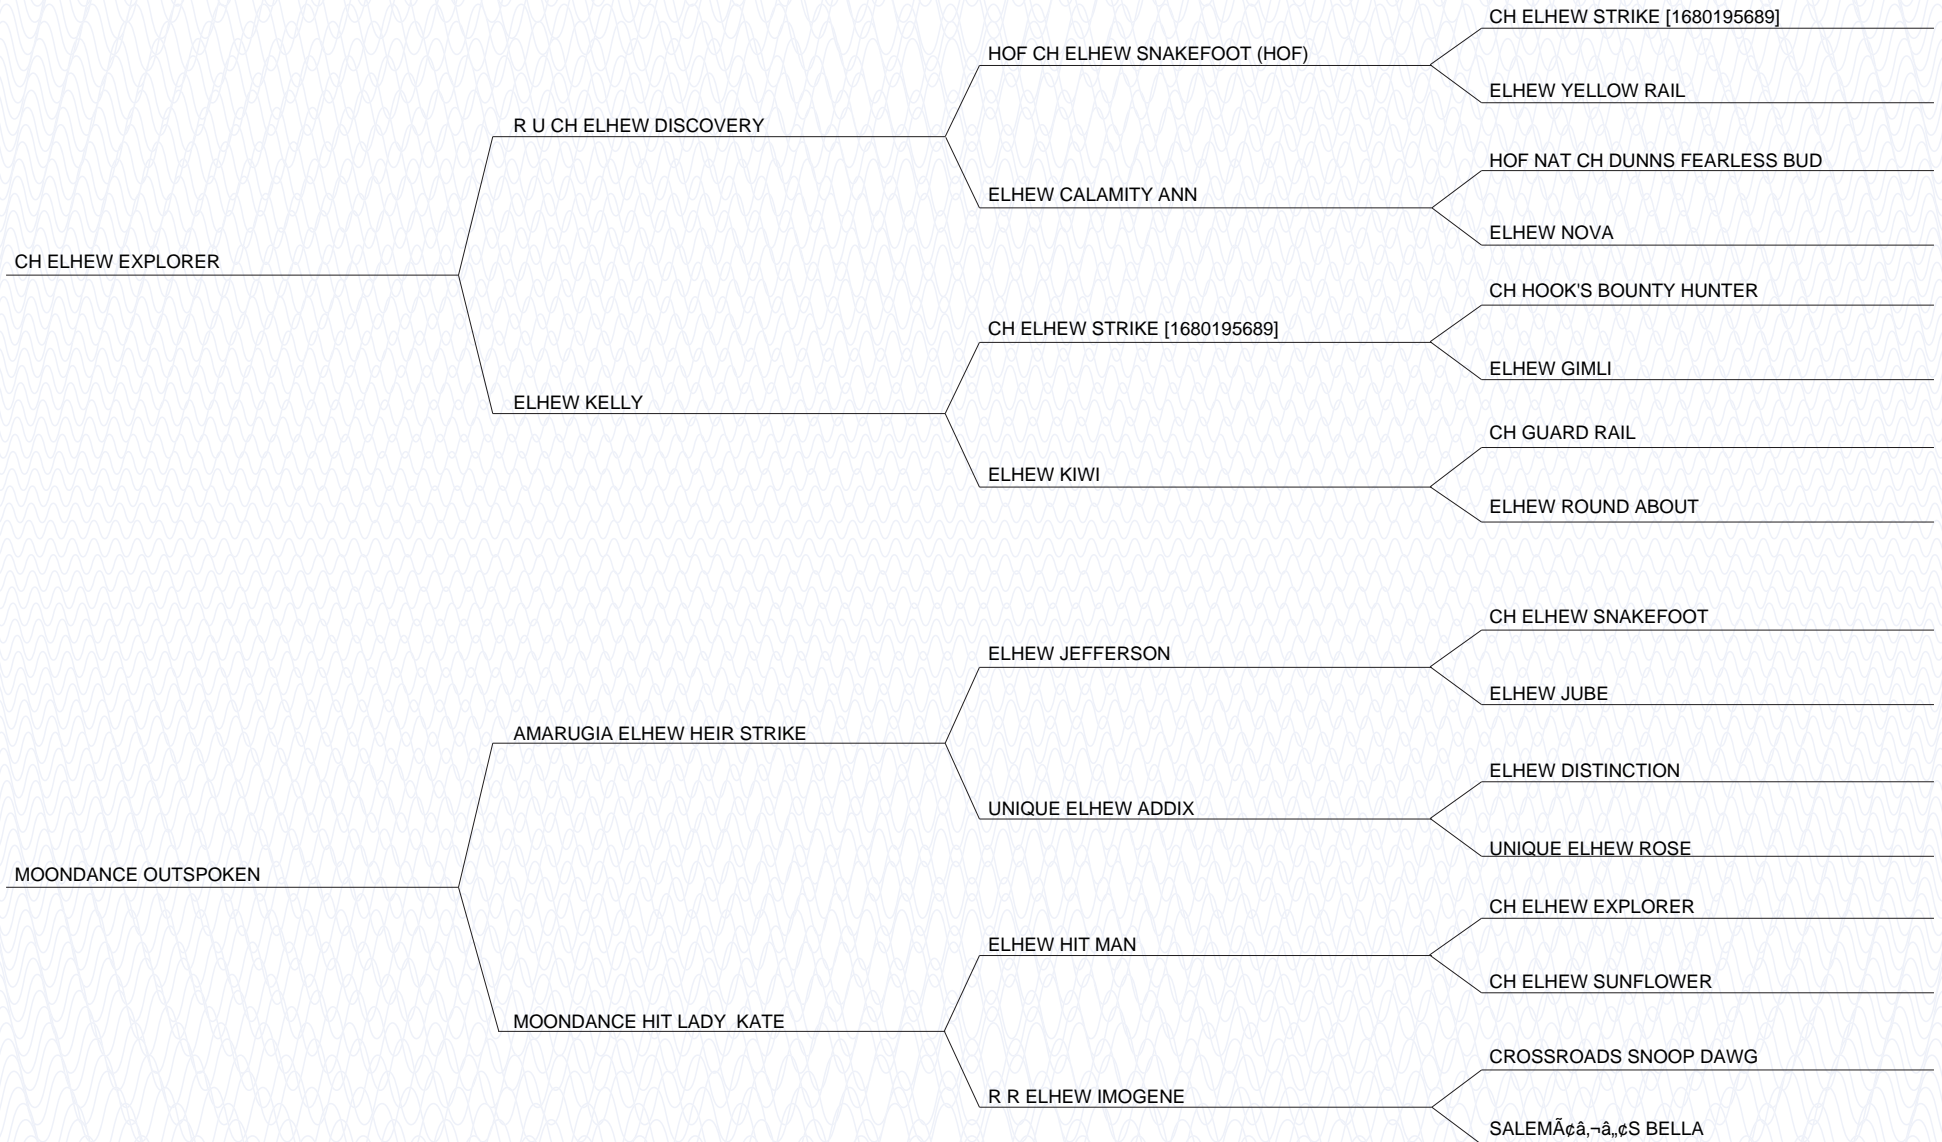 CH ELHEW STRIKE [1680195689]
HOF CH ELHEW SNAKEFOOT (HOF)
ELHEW YELLOW RAIL
R U CH ELHEW DISCOVERY
HOF NAT CH DUNNS FEARLESS BUD
ELHEW CALAMITY ANN
ELHEW NOVA
CH ELHEW EXPLORER
CH HOOK'S BOUNTY HUNTER
CH ELHEW STRIKE [1680195689]
ELHEW GIMLI
ELHEW KELLY
CH GUARD RAIL
ELHEW KIWI
ELHEW ROUND ABOUT
CH ELHEW SNAKEFOOT
ELHEW JEFFERSON
ELHEW JUBE
AMARUGIA ELHEW HEIR STRIKE
ELHEW DISTINCTION
UNIQUE ELHEW ADDIX
UNIQUE ELHEW ROSE
MOONDANCE OUTSPOKEN
CH ELHEW EXPLORER
ELHEW HIT MAN
CH ELHEW SUNFLOWER
MOONDANCE HIT LADY  KATE
CROSSROADS SNOOP DAWG
R R ELHEW IMOGENE
SALEMÃ¢â‚¬â„¢S BELLA